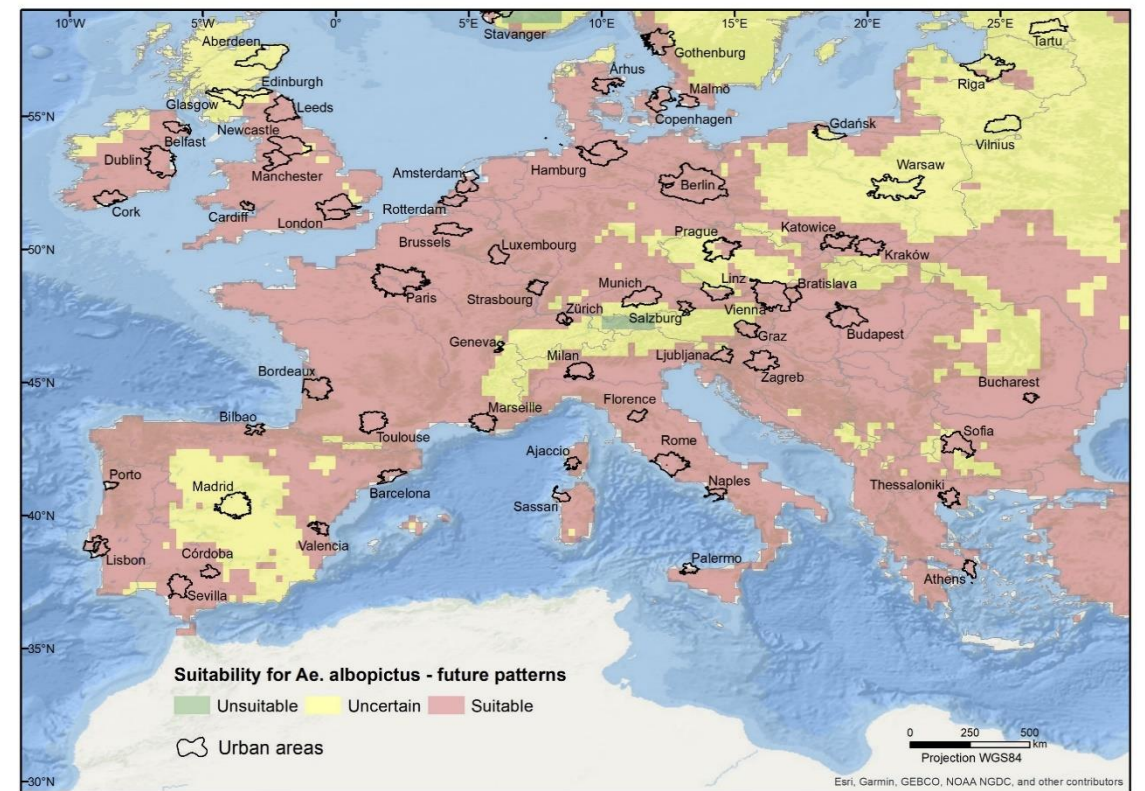 10°W 5°W 0° 5°E 10°E 15°E 20°E 25°E
Stavanger
Tartu
Aberdeen
Gothenburg
Edinburgh
Århus
Riga
Glasgow
Leeds
Malmö
55°N
Newcastle
Copenhagen
Belfast
Gdańsk
Vilnius
Dublin
Hamburg
Warsaw
Manchester
Amsterdam
Berlin
Cork
Cardiff
London
Rotterdam
50°N
Brussels
Luxembourg
Prague
Katowice
Kraków
Paris
Strasbourg
Munich
Linz
Bratislava
Zürich
Salzburg
Vienna
Budapest
Geneva
Graz
Milan
Ljubljana
Zagreb
45°N
Bordeaux
Bucharest
Florence
Marseille
Bilbao
Toulouse
Sofia
Ajaccio
Rome
Porto
Madrid
Barcelona
Naples
Thessaloniki
Sassari
40°N
Valencia
Lisbon
Córdoba
Palermo
Sevilla
Athens
35°N
Suitability for Ae. albopictus - future patterns
Unsuitable Uncertain Suitable
Urban areas
0 250 500
km
Projection WGS84
30°N
Esri, Garmin, GEBCO, NOAA NGDC, and other contributors